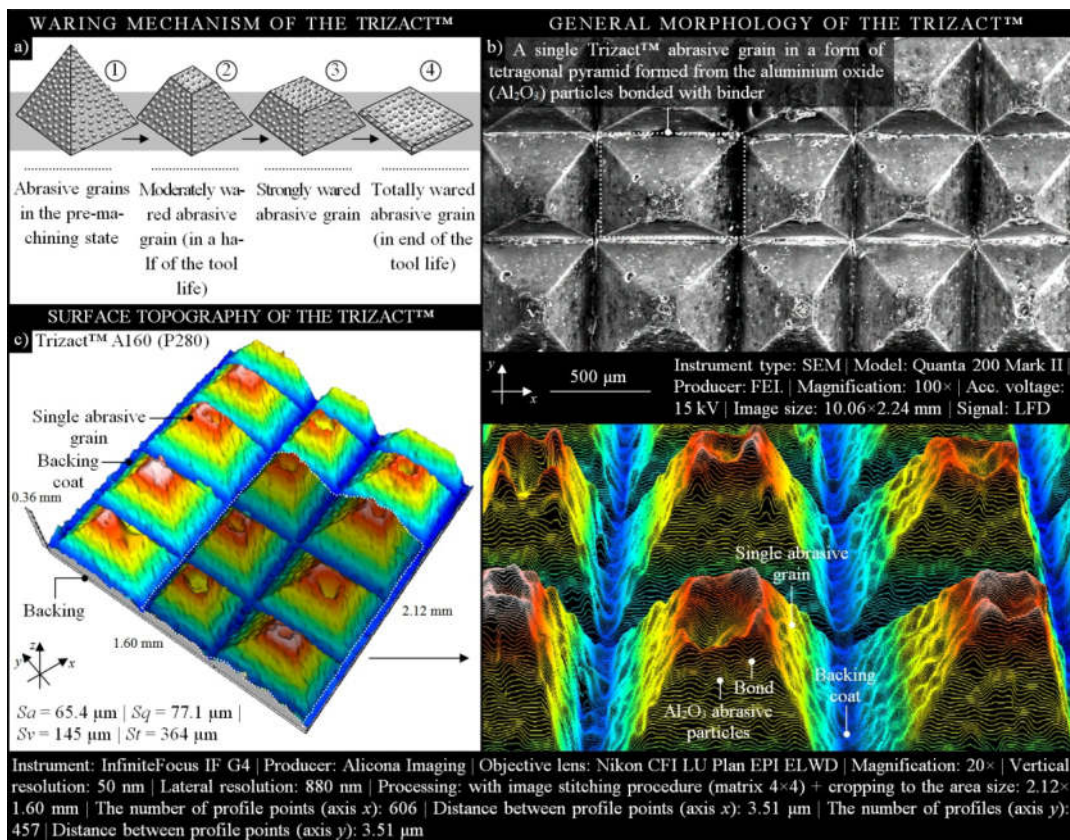 WARING MECHANISM OF THE TRIZACT™
a)
1
2
3
4
Abrasive grains
in the pre-ma-
chining state
Moderately wa-
red abrasive
grain (in a ha-
lf of the tool
life)
Strongly wared
abrasive grain
Totally wared
abrasive grain
(in end of the
tool life)
GENERAL MORPHOLOGY OF THE TRIZACT™
b) A single Trizact™ abrasive grain in a form of
tetragonal pyramid formed from the aluminium oxide
(Al₂O₃) particles bonded with binder
y
x
500 μm
Instrument type: SEM | Model: Quanta 200 Mark II |
Producer: FEI. | Magnification: 100× | Acc. voltage:
15 kV | Image size: 10.06×2.24 mm | Signal: LFD
SURFACE TOPOGRAPHY OF THE TRIZACT™
c) Trizact™ A160 (P280)
Single abrasive
grain
Backing
coat
0.36 mm
Backing
1.60 mm
2.12 mm
z
y
x
Sa = 65.4 μm | Sq = 77.1 μm |
Sv = 145 μm | St = 364 μm
Single abrasive
grain
Bond
Al₂O₃ abrasive
particles
Backing
coat
Instrument: InfiniteFocus IF G4 | Producer: Alicona Imaging | Objective lens: Nikon CFI LU Plan EPI ELWD | Magnification: 20× | Vertical
resolution: 50 nm | Lateral resolution: 880 nm | Processing: with image stitching procedure (matrix 4×4) + cropping to the area size: 2.12×
1.60 mm | The number of profile points (axis x): 606 | Distance between profile points (axis x): 3.51 μm | The number of profiles (axis y):
457 | Distance between profile points (axis y): 3.51 μm